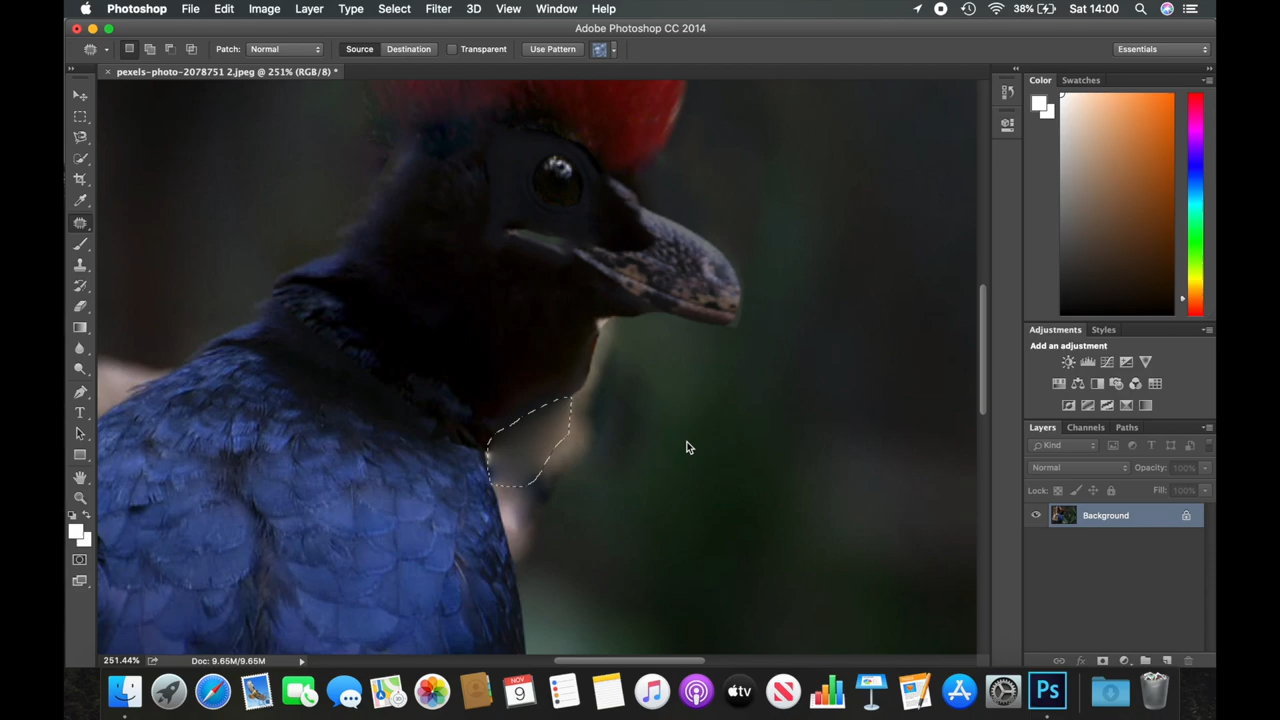 Photoshop File Edit Image Layer Type Select Filter 3D View Window Help 38% Sat 14:00
Adobe Photoshop CC 2014
Patch: Normal Source Destination Transparent Use Pattern Essentials
× pexels-photo-2078751 2.jpeg @ 251% (RGB/8) *
Color Swatches
Adjustments Styles
Add an adjustment
Layers Channels Paths
Kind
Normal Opacity: 100%
Lock: Fill: 100%
Background
251.44% Doc: 9.65M/9.65M
NOV
9
tv
Ps